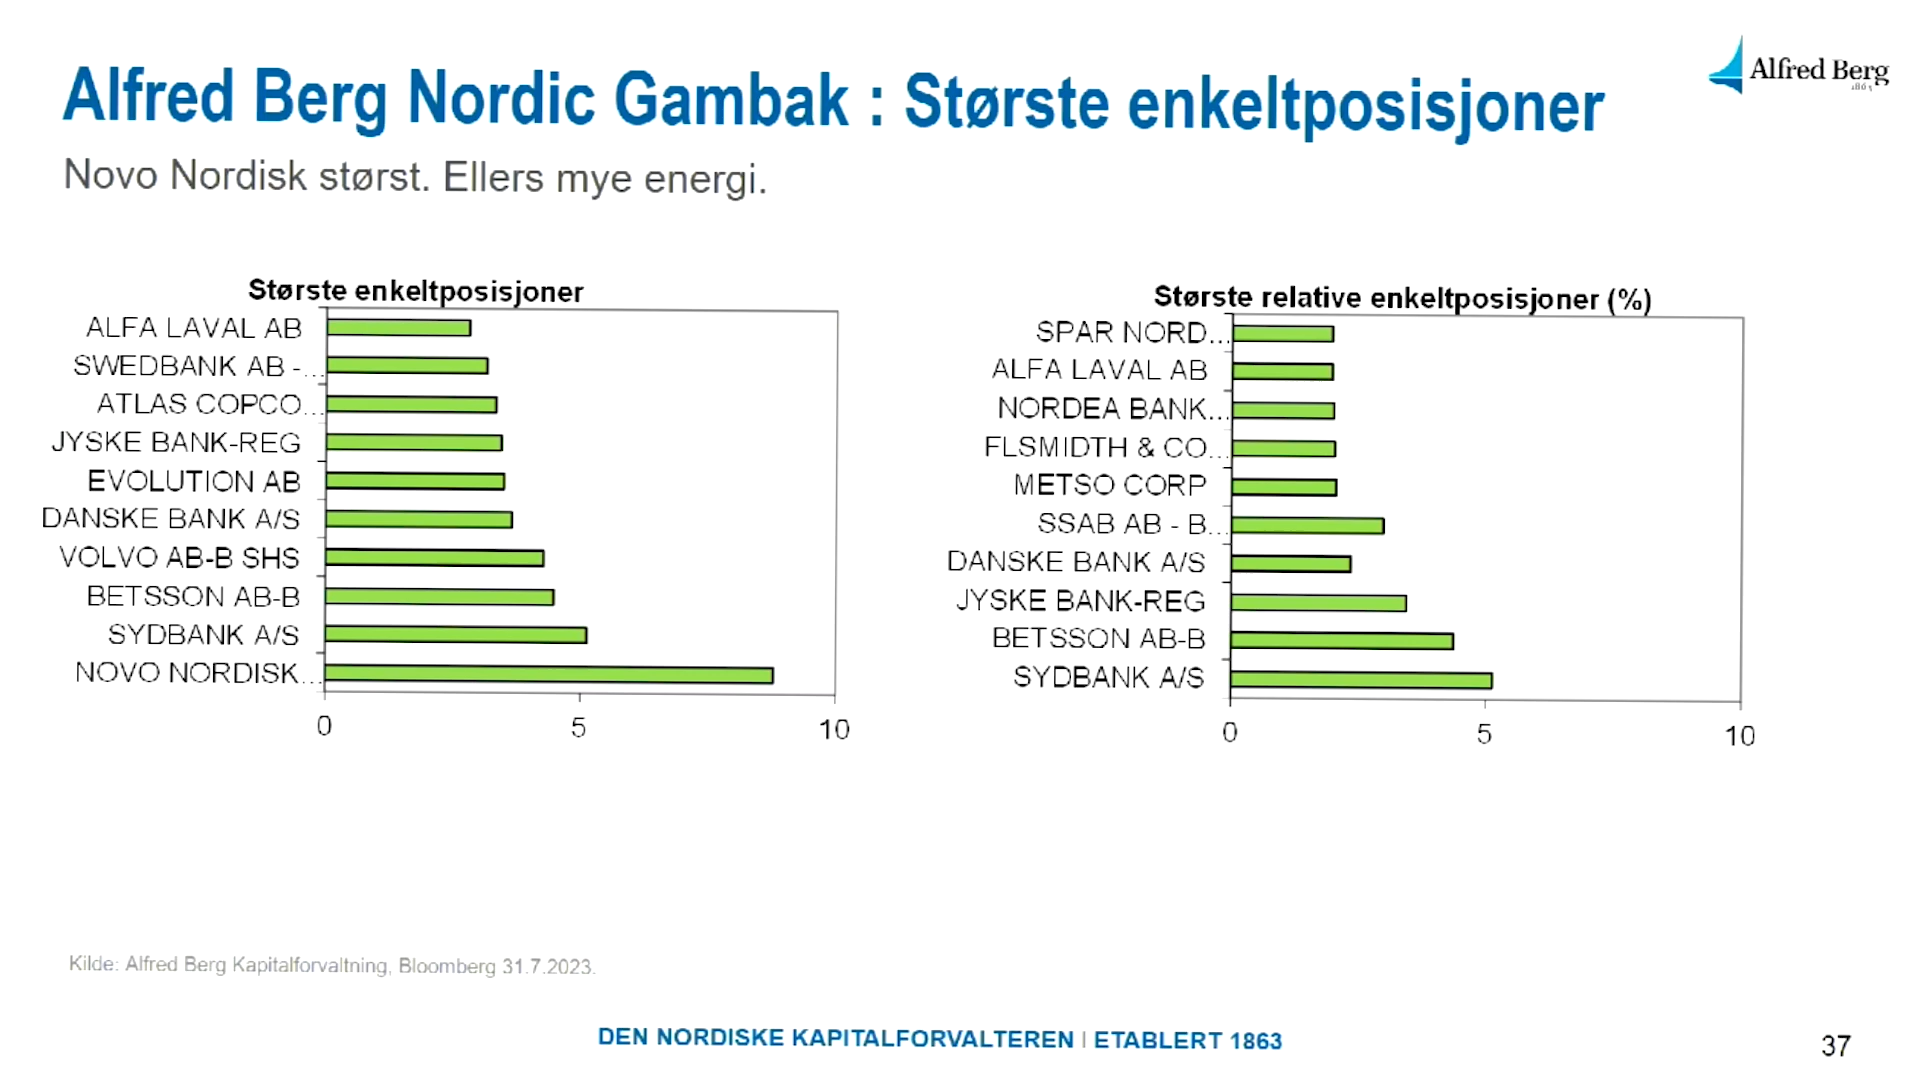 Alfred Berg Nordic Gambak : Største enkeltposisjoner
Alfred Berg
1863
Novo Nordisk størst. Ellers mye energi.
Største enkeltposisjoner
ALFA LAVAL AB
SWEDBANK AB -...
ATLAS COPCO...
JYSKE BANK-REG
EVOLUTION AB
DANSKE BANK A/S
VOLVO AB-B SHS
BETSSON AB-B
SYDBANK A/S
NOVO NORDISK...
0 5 10
Største relative enkeltposisjoner (%)
SPAR NORD...
ALFA LAVAL AB
NORDEA BANK...
FLSMIDTH & CO...
METSO CORP
SSAB AB - B...
DANSKE BANK A/S
JYSKE BANK-REG
BETSSON AB-B
SYDBANK A/S
0 5 10
Kilde: Alfred Berg Kapitalforvaltning, Bloomberg 31.7.2023.
DEN NORDISKE KAPITALFORVALTEREN | ETABLERT 1863
37